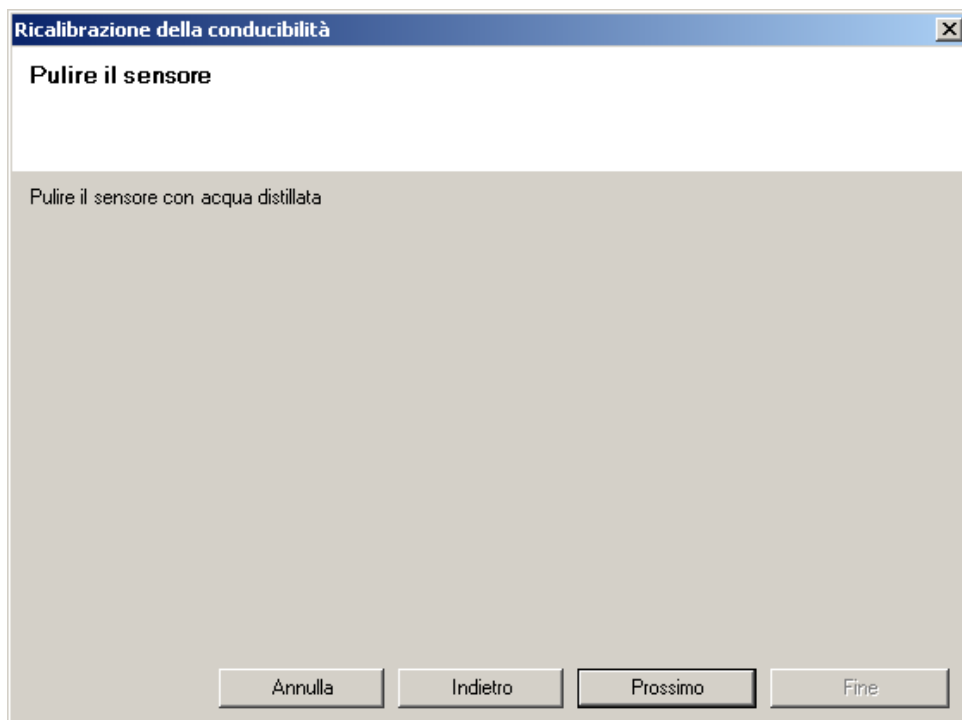 Ricalibrazione della conducibilità
Pulire il sensore
Pulire il sensore con acqua distillata
Annulla
Indietro
Prossimo
Fine